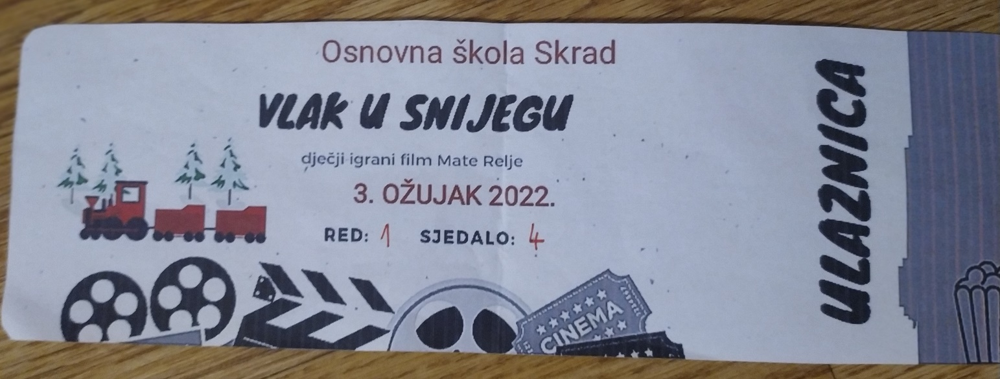 Osnovna škola Skrad
VLAK U SNIJEGU
dječji igrani film Mate Relje
3. OŽUJAK 2022.
RED: 1 SJEDALO: 4
CINEMA
ULAZNICA